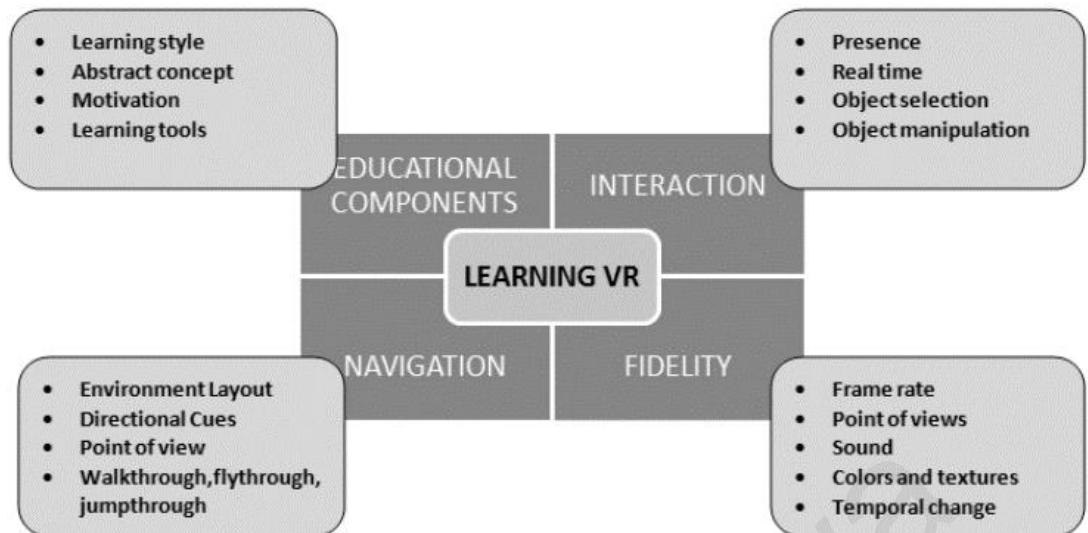 • Learning style
• Abstract concept
• Motivation
• Learning tools
• Presence
• Real time
• Object selection
• Object manipulation
EDUCATIONAL
COMPONENTS
INTERACTION
LEARNING VR
NAVIGATION
FIDELITY
• Environment Layout
• Directional Cues
• Point of view
• Walkthrough,flythrough,
jumpthrough
• Frame rate
• Point of views
• Sound
• Colors and textures
• Temporal change